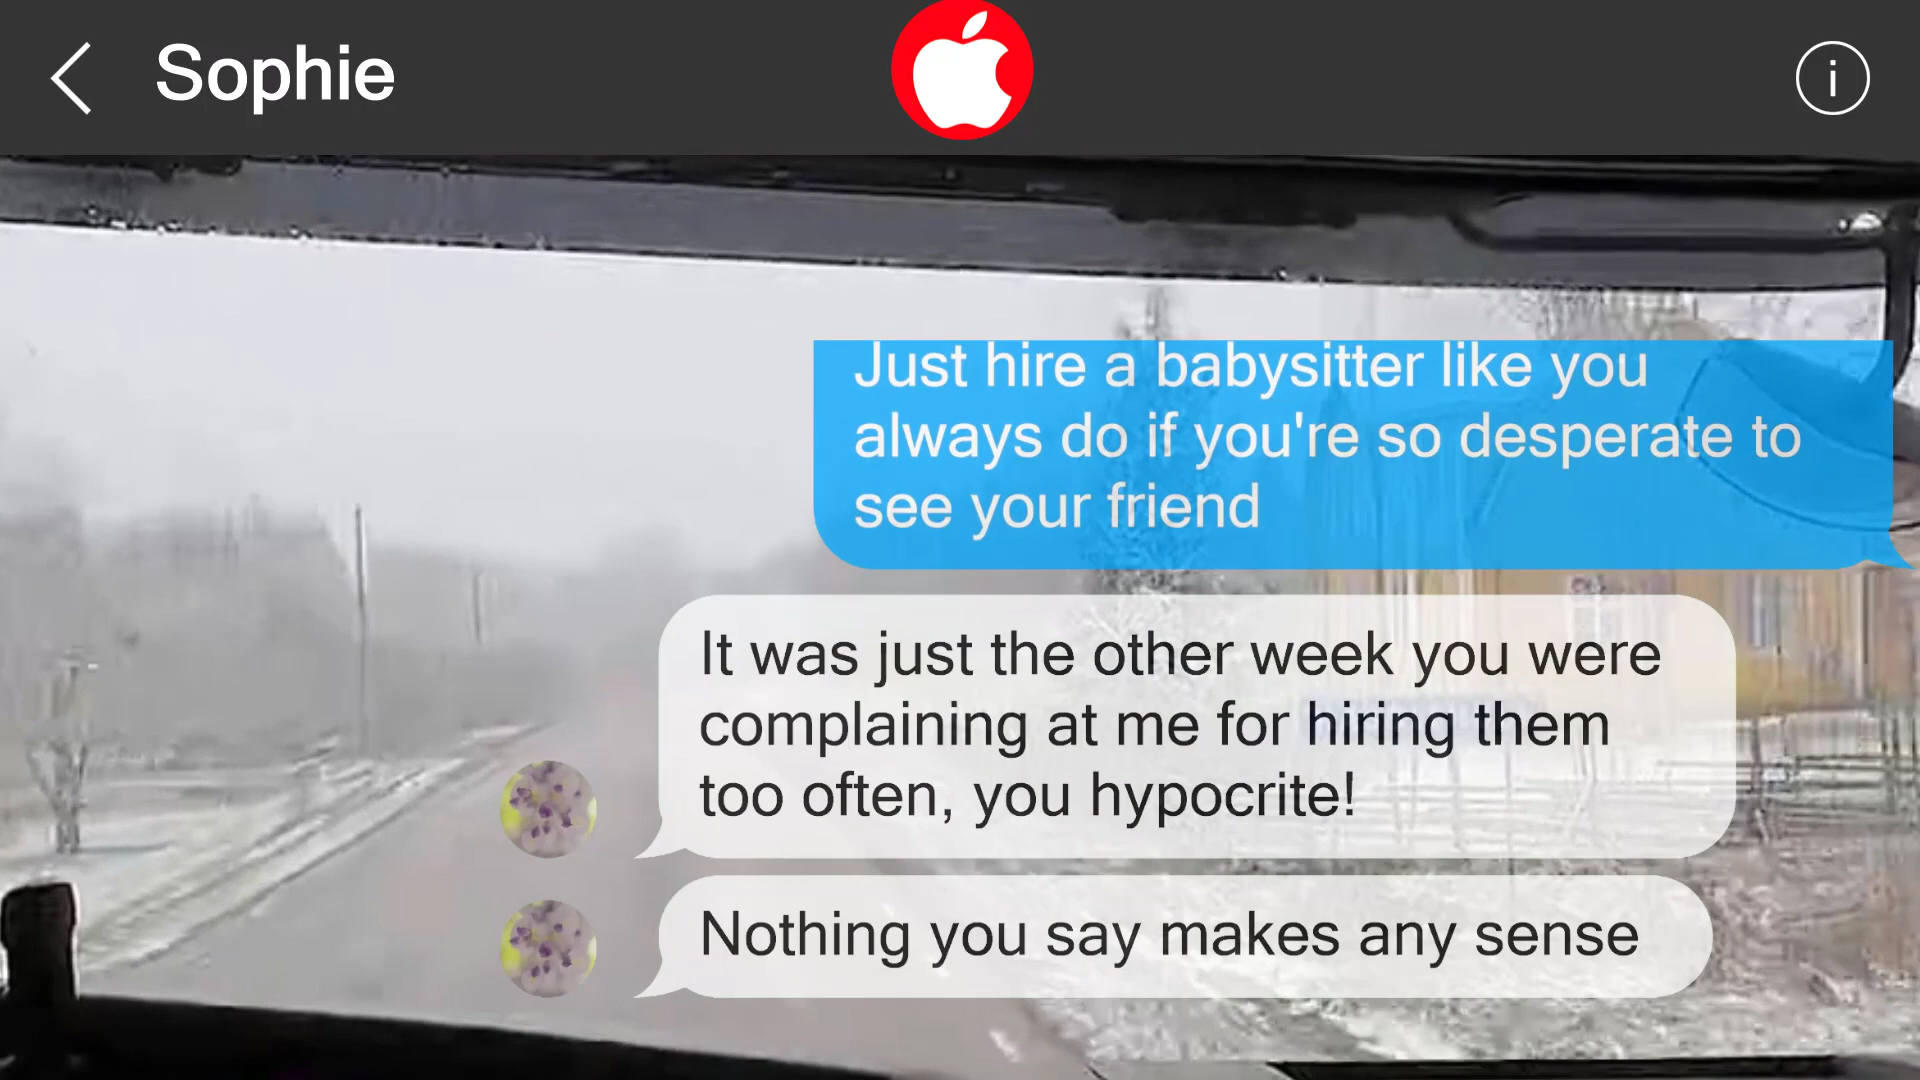 Sophie
Just hire a babysitter like you
always do if you're so desperate to
see your friend
It was just the other week you were
complaining at me for hiring them
too often, you hypocrite!
Nothing you say makes any sense